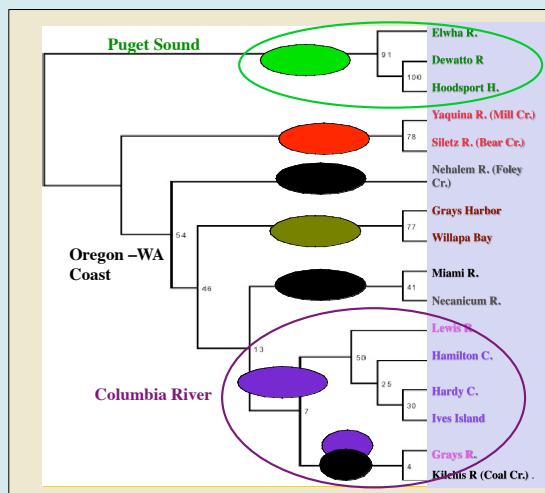 Puget Sound
Elwha R.
91
Dewatto R
100
Hoodsport H.
Yaquina R. (Mill Cr.)
78
Siletz R. (Bear Cr.)
Nehalem R. (Foley
Cr.)
54
Grays Harbor
77
Willapa Bay
Oregon –WA
Coast
46
Miami R.
41
Necanicum R.
13
Lewis R
50
Hamilton C.
25
Columbia River
Hardy C.
30
Ives Island
7
Grays R.
4
Kilchis R (Coal Cr.) .